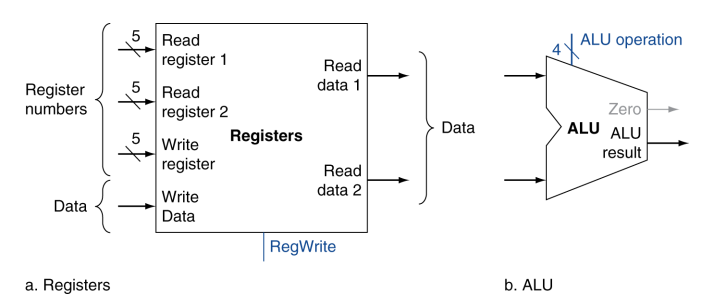 5
Read
register 1
5
Read
register 2
5
Write
register
Write
Data
Register
numbers
Data
Registers
Read
data 1
Read
data 2
Data
RegWrite
a. Registers
4
ALU operation
Zero
ALU
ALU
result
b. ALU